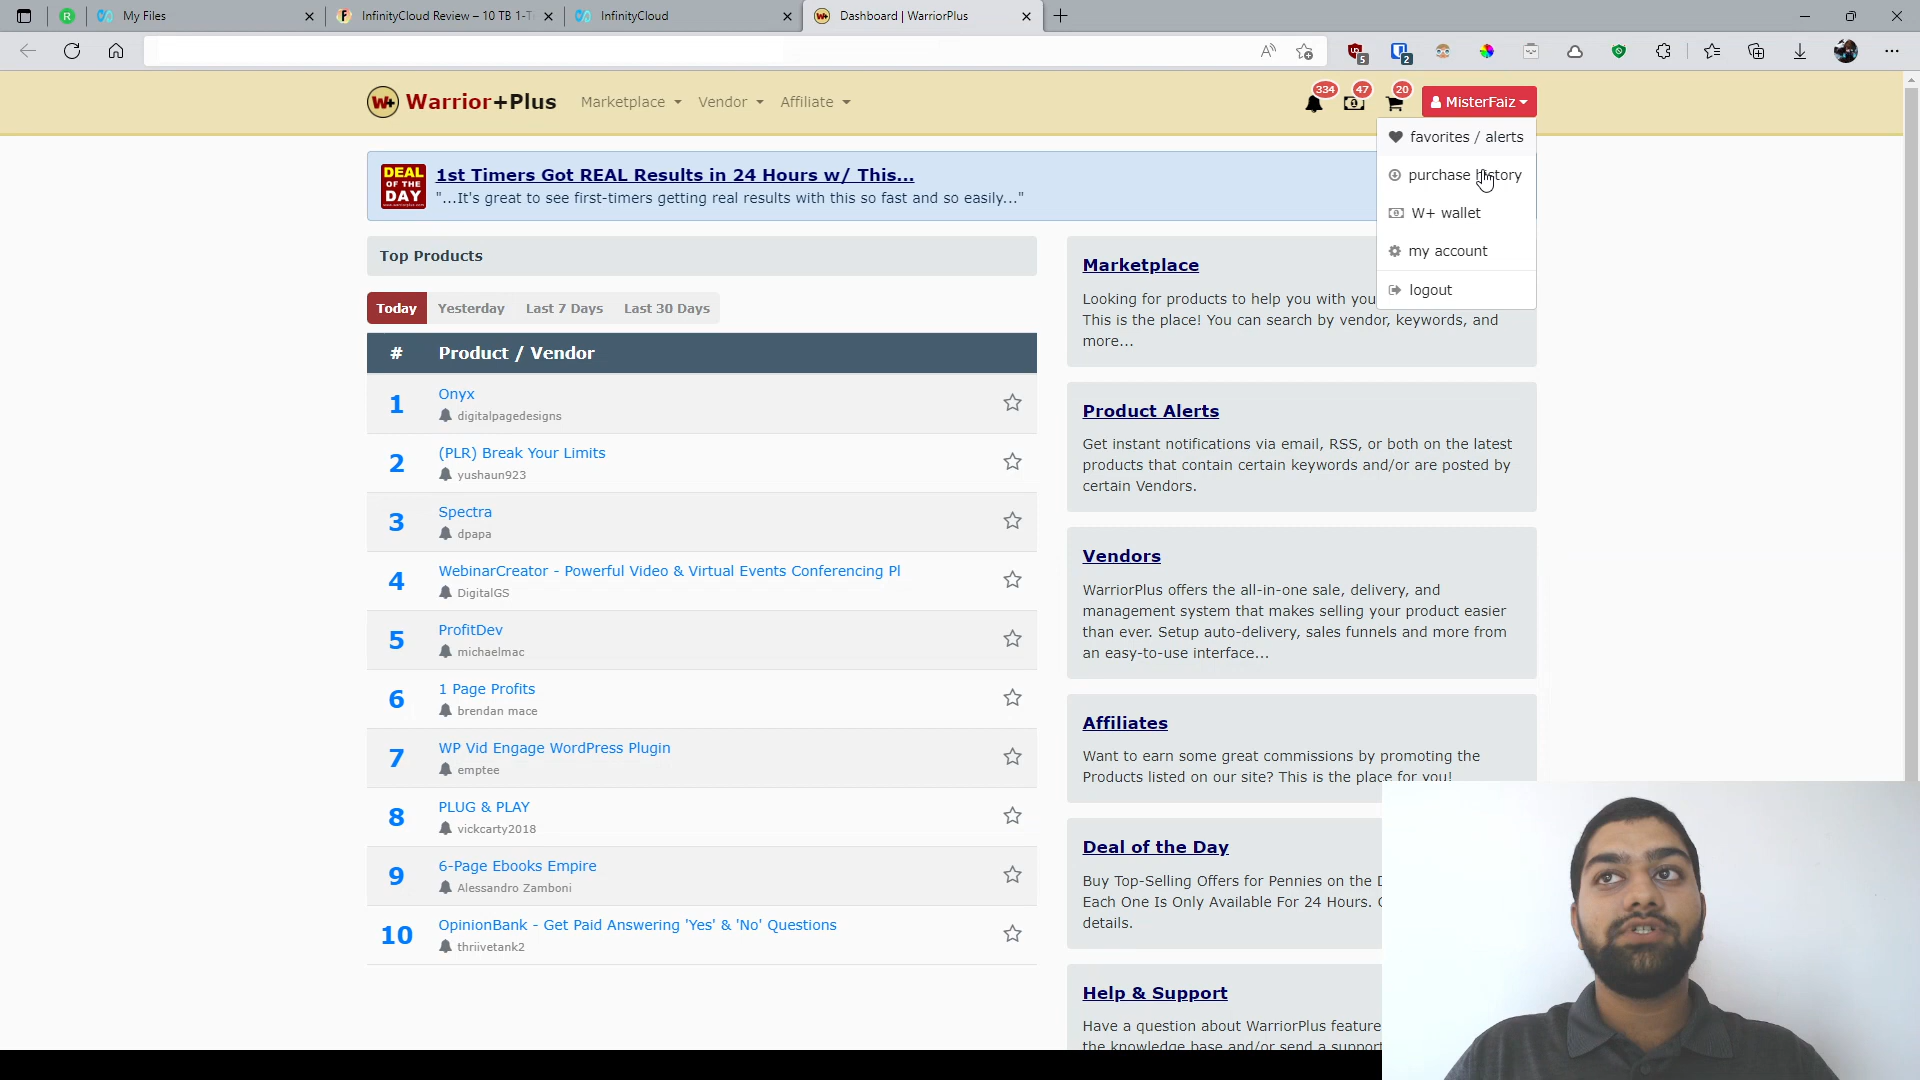 My Files
InfinityCloud Review – 10 TB 1-T
InfinityCloud
Dashboard | WarriorPlus
5
2
W+ Warrior+Plus
Marketplace
Vendor
Affiliate
334
47
20
MisterFaiz
favorites / alerts
purchase history
W+ wallet
my account
logout
DEAL
OF THE
DAY
1st Timers Got REAL Results in 24 Hours w/ This...
"...It's great to see first-timers getting real results with this so fast and so easily..."
Top Products
Today
Yesterday
Last 7 Days
Last 30 Days
# Product / Vendor
1 Onyx
digitalpagedesigns
2 (PLR) Break Your Limits
yushaun923
3 Spectra
dpapa
4 WebinarCreator - Powerful Video & Virtual Events Conferencing Pl
DigitalGS
5 ProfitDev
michaelmac
6 1 Page Profits
brendan mace
7 WP Vid Engage WordPress Plugin
emptee
8 PLUG & PLAY
vickcarty2018
9 6-Page Ebooks Empire
Alessandro Zamboni
10 OpinionBank - Get Paid Answering 'Yes' & 'No' Questions
thriivetank2
Marketplace
Looking for products to help you with you
This is the place! You can search by vendor, keywords, and
more...
Product Alerts
Get instant notifications via email, RSS, or both on the latest
products that contain certain keywords and/or are posted by
certain Vendors.
Vendors
WarriorPlus offers the all-in-one sale, delivery, and
management system that makes selling your product easier
than ever. Setup auto-delivery, sales funnels and more from
an easy-to-use interface...
Affiliates
Want to earn some great commissions by promoting the
Products listed on our site? This is the place for you!
Deal of the Day
Buy Top-Selling Offers for Pennies on the
Each One Is Only Available For 24 Hours.
details.
Help & Support
Have a question about WarriorPlus feature
the knowledge base and/or send a support